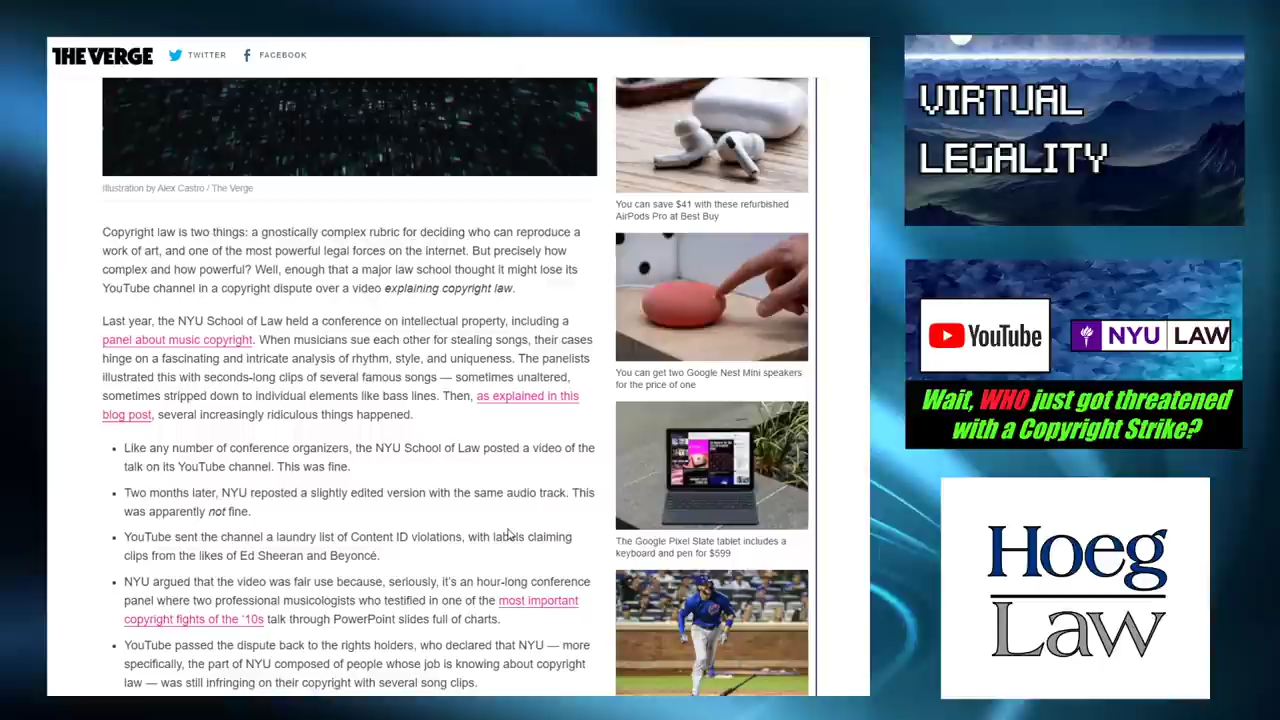 THE VERGE
TWITTER
FACEBOOK
Illustration by Alex Castro / The Verge
Copyright law is two things: a gnostically complex rubric for deciding who can reproduce a
work of art, and one of the most powerful legal forces on the internet. But precisely how
complex and how powerful? Well, enough that a major law school thought it might lose its
YouTube channel in a copyright dispute over a video explaining copyright law.
Last year, the NYU School of Law held a conference on intellectual property, including a
panel about music copyright. When musicians sue each other for stealing songs, their cases
hinge on a fascinating and intricate analysis of rhythm, style, and uniqueness. The panelists
illustrated this with seconds-long clips of several famous songs — sometimes unaltered,
sometimes stripped down to individual elements like bass lines. Then, as explained in this
blog post, several increasingly ridiculous things happened.
• Like any number of conference organizers, the NYU School of Law posted a video of the
talk on its YouTube channel. This was fine.
• Two months later, NYU reposted a slightly edited version with the same audio track. This
was apparently not fine.
• YouTube sent the channel a laundry list of Content ID violations, with labels claiming
clips from the likes of Ed Sheeran and Beyoncé.
• NYU argued that the video was fair use because, seriously, it's an hour-long conference
panel where two professional musicologists who testified in one of the most important
copyright fights of the '10s talk through PowerPoint slides full of charts.
• YouTube passed the dispute back to the rights holders, who declared that NYU — more
specifically, the part of NYU composed of people whose job is knowing about copyright
law — was still infringing on their copyright with several song clips.
You can save $41 with these refurbished
AirPods Pro at Best Buy
You can get two Google Nest Mini speakers
for the price of one
The Google Pixel Slate tablet includes a
keyboard and pen for $599
VIRTUAL
LEGALITY
YouTube
NYU LAW
Wait, WHO just got threatened
with a Copyright Strike?
Hoeg
Law